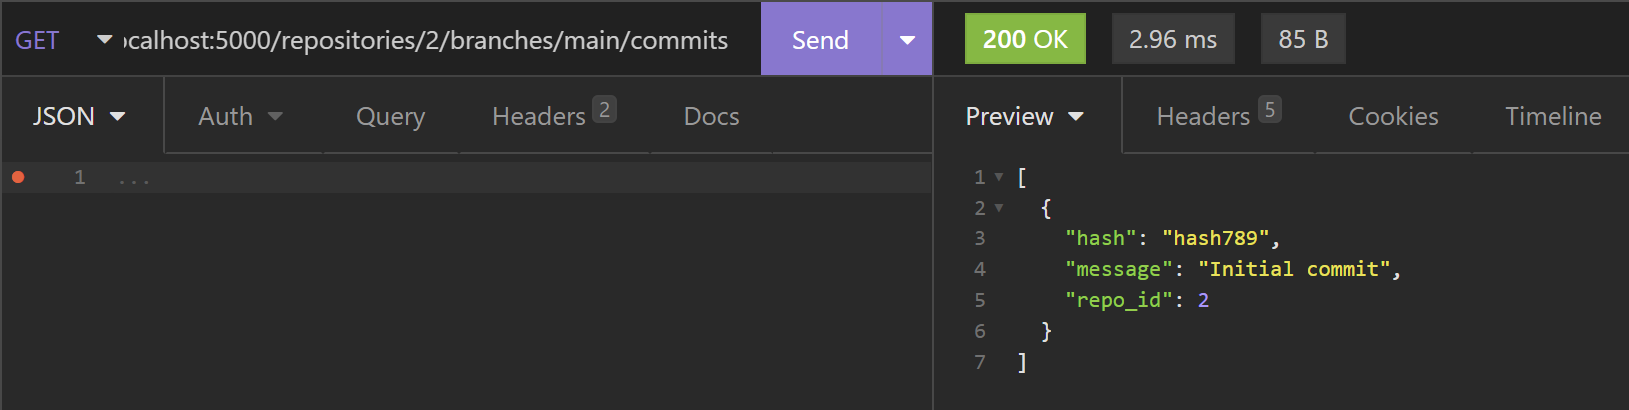 GET ocalhost:5000/repositories/2/branches/main/commits Send 200 OK 2.96 ms 85 B
JSON Auth Query Headers 2 Docs Preview Headers 5 Cookies Timeline
1 ...
1 [
2 {
3 "hash": "hash789",
4 "message": "Initial commit",
5 "repo_id": 2
6 }
7 ]